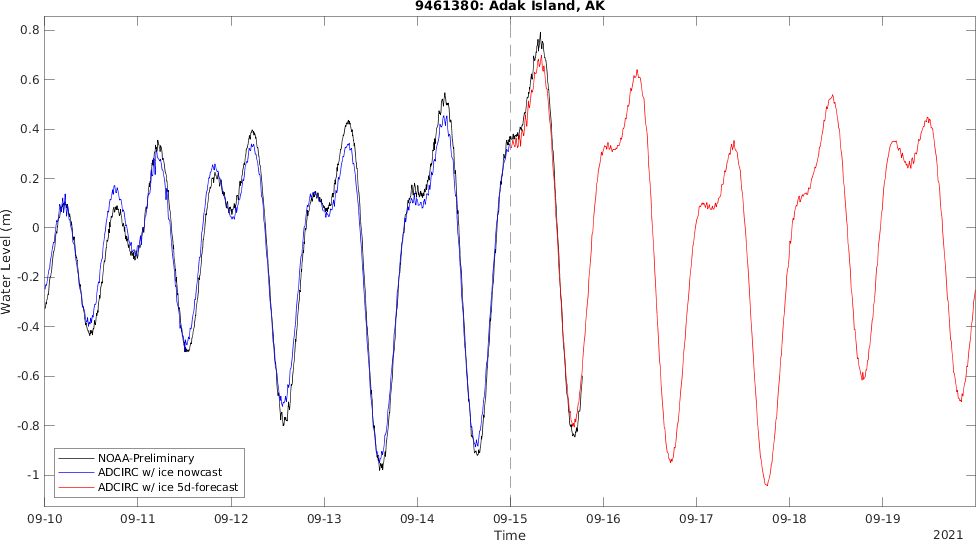 9461380: Adak Island, AK
Water Level (m)
0.8
0.6
0.4
0.2
0
-0.2
-0.4
-0.6
-0.8
-1
NOAA-Preliminary
ADCIRC w/ ice nowcast
ADCIRC w/ ice 5d-forecast
09-10 09-11 09-12 09-13 09-14 09-15 09-16 09-17 09-18 09-19
Time
2021